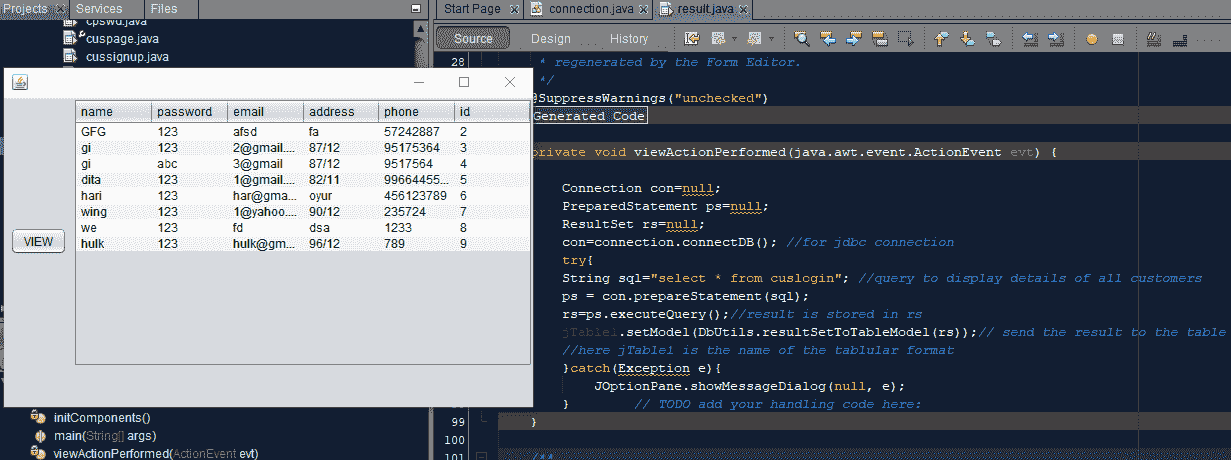 Projects × Services Files
cpswd.java
cuspage.java
cussignup.java
VIEW
name password email address phone id
GFG 123 afsd fa 57242887 2
gi 123 2@gmail.... 87/12 95175364 3
gi abc 3@gmail 87/12 9517564 4
dita 123 1@gmail.... 82/11 99664455... 5
hari 123 har@gma... oyur 456123789 6
wing 123 1@yahoo.... 90/12 235724 7
we 123 fd dsa 1233 8
hulk 123 hulk@gm... 96/12 789 9
initComponents()
main(String[] args)
viewActionPerformed(ActionEvent evt)
Start Page connection.java result.java
Source Design History
28 * regenerated by the Form Editor.
*/
@SuppressWarnings("unchecked")
Generated Code
private void viewActionPerformed(java.awt.event.ActionEvent evt) {
Connection con=null;
PreparedStatement ps=null;
ResultSet rs=null;
con=connection.connectDB(); //for jdbc connection
try{
String sql="select * from cuslogin"; //query to display details of all customers
ps = con.prepareStatement(sql);
rs=ps.executeQuery();//result is stored in rs
jTable1.setModel(DbUtils.resultSetToTableModel(rs));// send the result to the table
//here jTable1 is the name of the tablular format
}catch(Exception e){
JOptionPane.showMessageDialog(null, e);
} // TODO add your handling code here:
99 }
100
101 /**